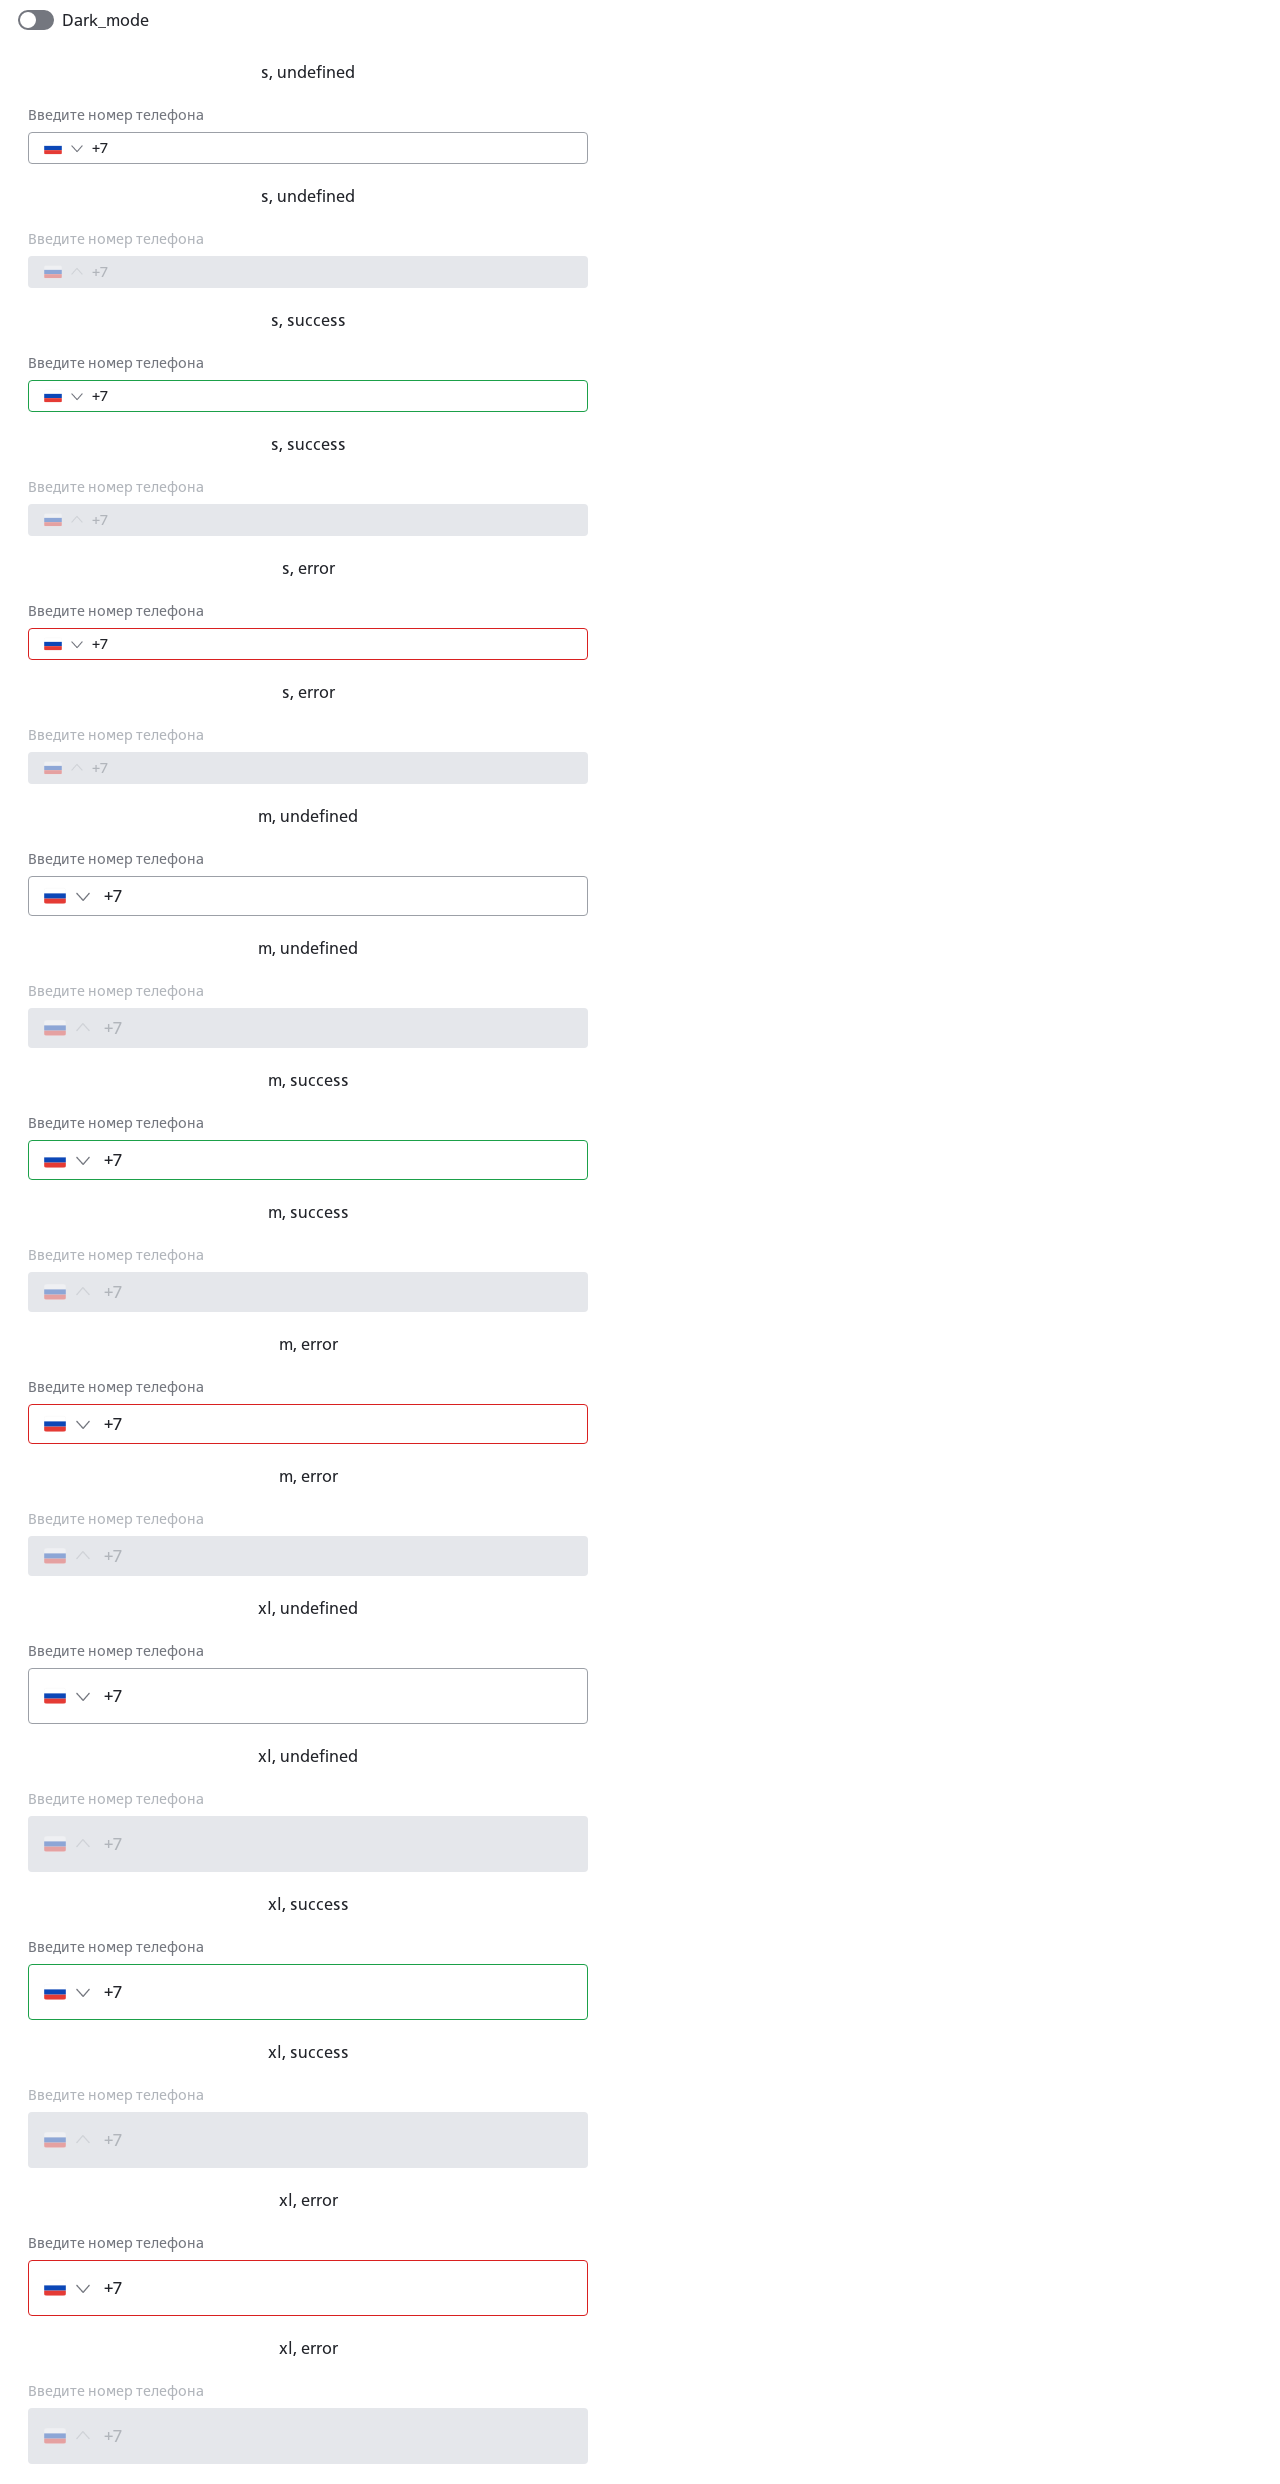 Dark_mode
s, undefined
Введите номер телефона
+7
s, undefined
Введите номер телефона
+7
s, success
Введите номер телефона
+7
s, success
Введите номер телефона
+7
s, error
Введите номер телефона
+7
s, error
Введите номер телефона
+7
m, undefined
Введите номер телефона
+7
m, undefined
Введите номер телефона
+7
m, success
Введите номер телефона
+7
m, success
Введите номер телефона
+7
m, error
Введите номер телефона
+7
m, error
Введите номер телефона
+7
xl, undefined
Введите номер телефона
+7
xl, undefined
Введите номер телефона
+7
xl, success
Введите номер телефона
+7
xl, success
Введите номер телефона
+7
xl, error
Введите номер телефона
+7
xl, error
Введите номер телефона
+7